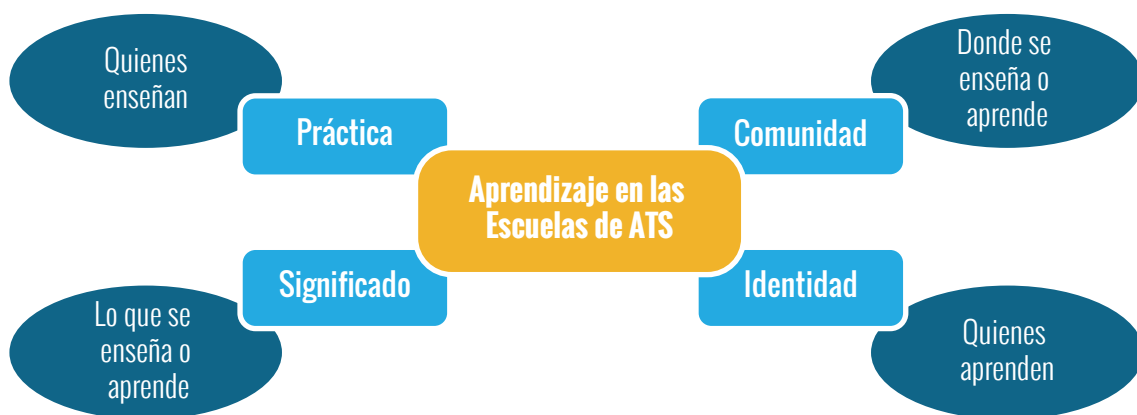 Quienes
enseñan
Práctica
Donde se
enseña o
aprende
Comunidad
Aprendizaje en las
Escuelas de ATS
Significado
Lo que se
enseña o
aprende
Identidad
Quienes
aprenden